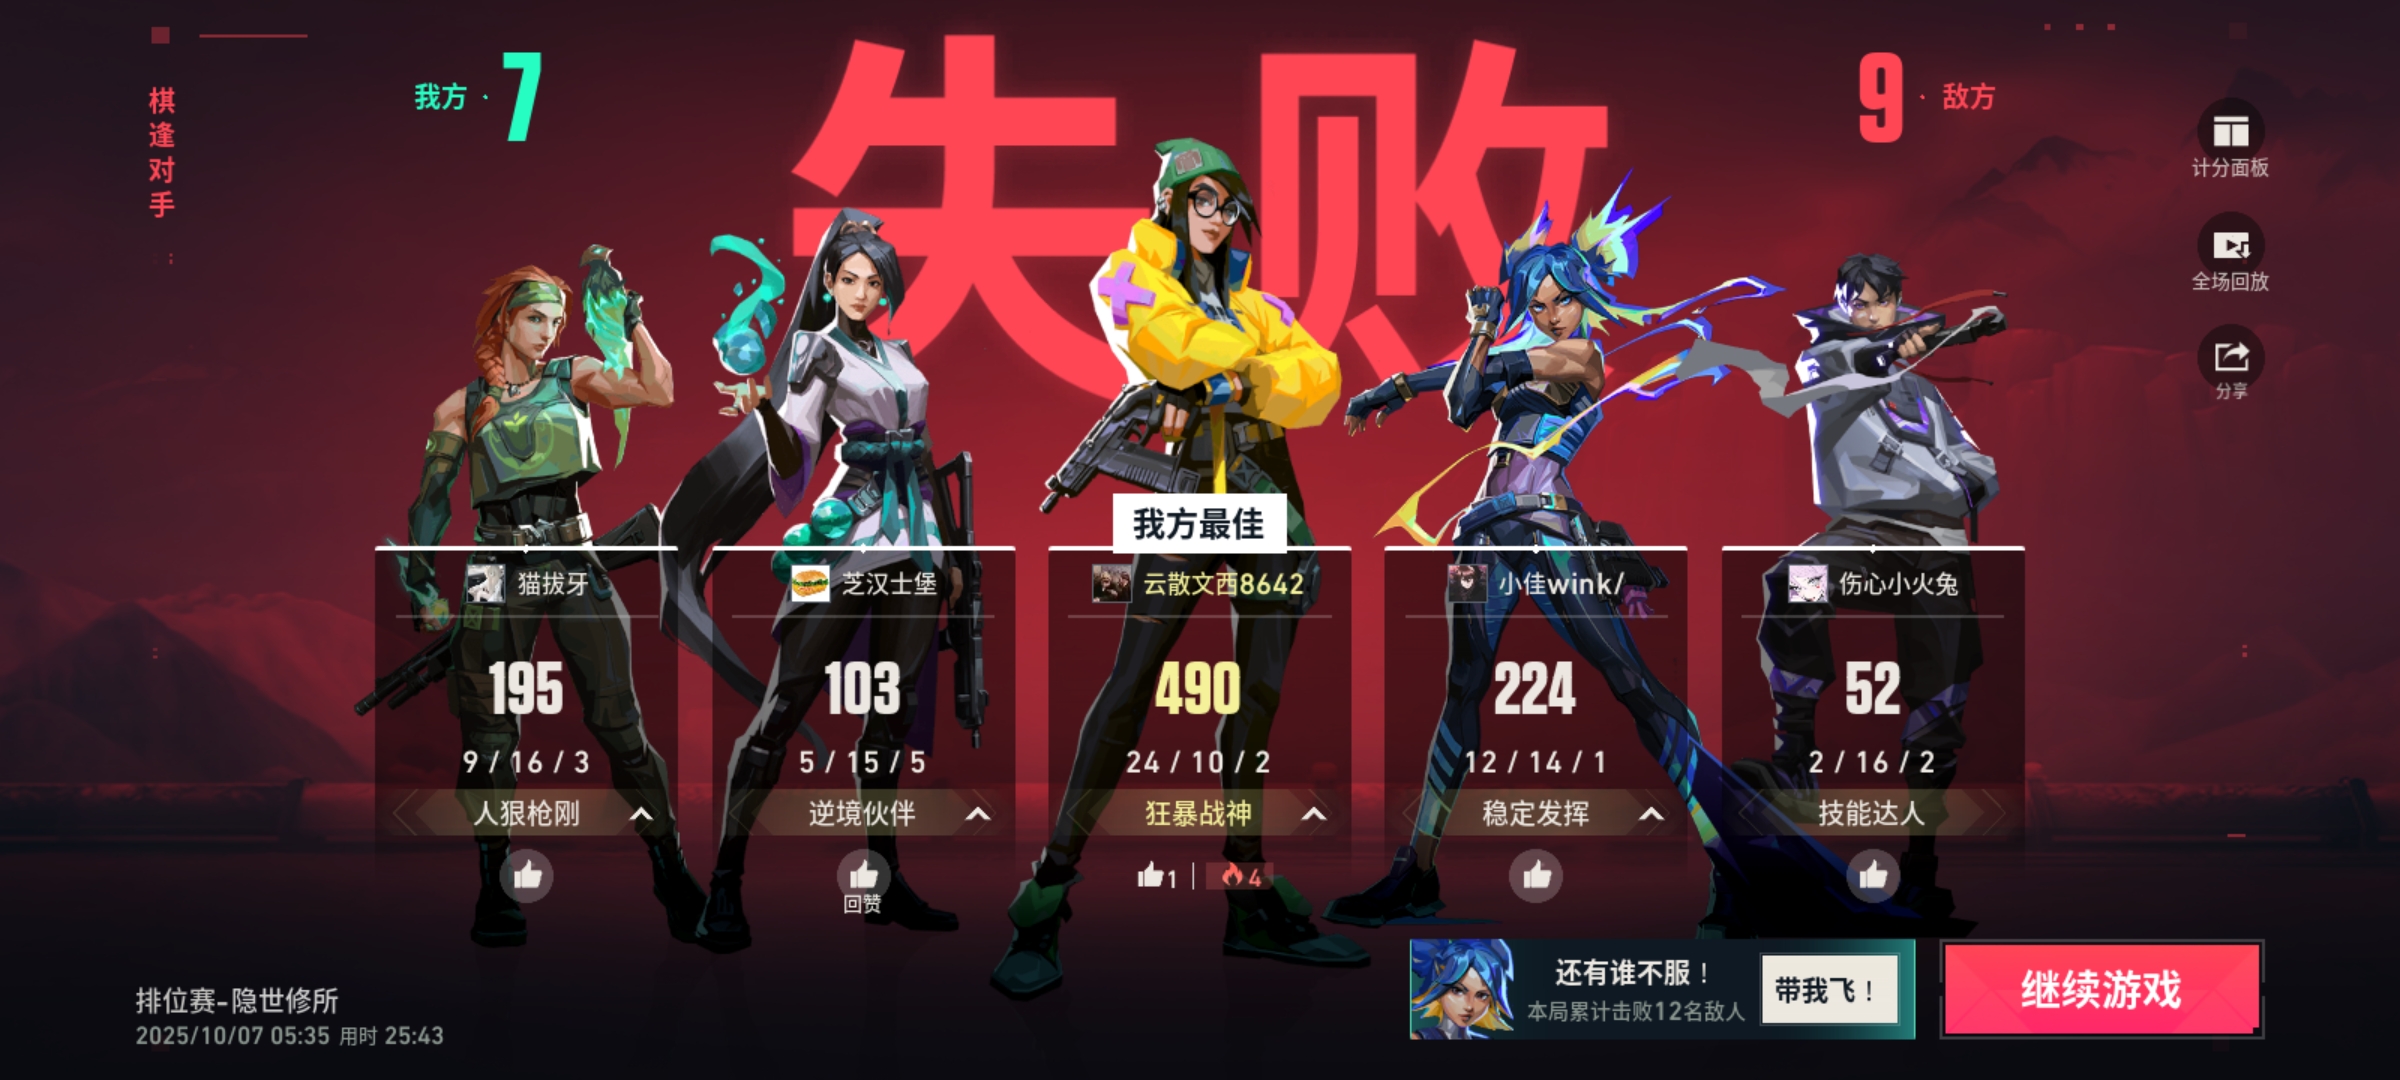 失败
棋逢对手
我方 · 7
9 · 敌方
计分面板
全场回放
分享
我方最佳
猫拔牙
195
9 / 16 / 3
人狠枪刚
芝汉士堡
103
5 / 15 / 5
逆境伙伴
回赞
云散文西8642
490
24 / 10 / 2
狂暴战神
1
4
小佳wink/
224
12 / 14 / 1
稳定发挥
伤心小火兔
52
2 / 16 / 2
技能达人
还有谁不服！
本局累计击败12名敌人
带我飞！
继续游戏
排位赛-隐世修所
2025/10/07 05:35 用时 25:43